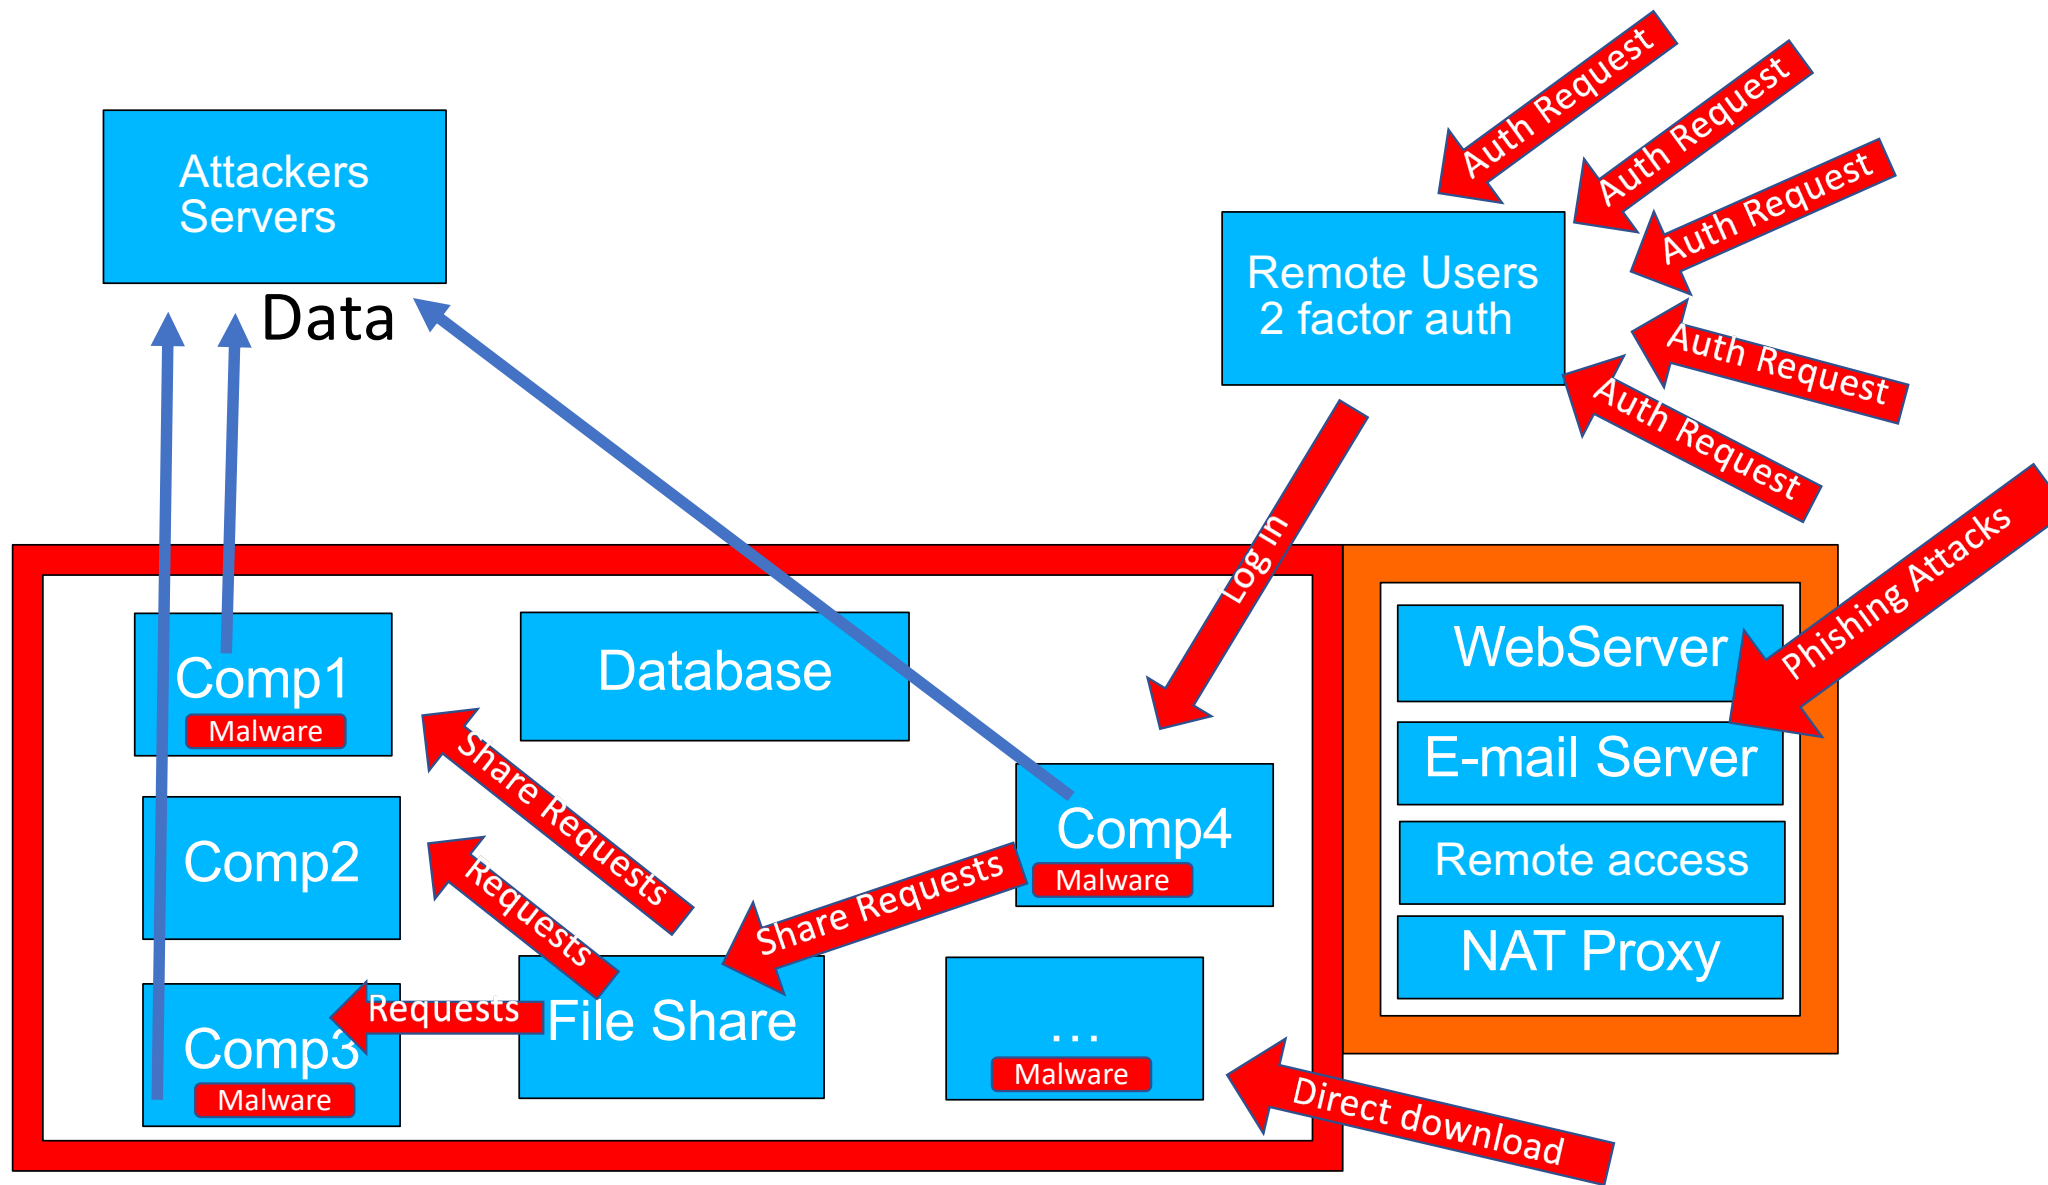 Auth Request
Auth Request
Auth Request
Auth Request
Auth Request
Attackers
Servers
Data
Remote Users
2 factor auth
Log in
Phishing Attacks
Comp1
Malware
Database
WebServer
E-mail Server
Remote access
NAT Proxy
Share Requests
Comp2
Requests
Comp4
Malware
Share Requests
Comp3
Malware
Requests
File Share
...
Malware
Direct download